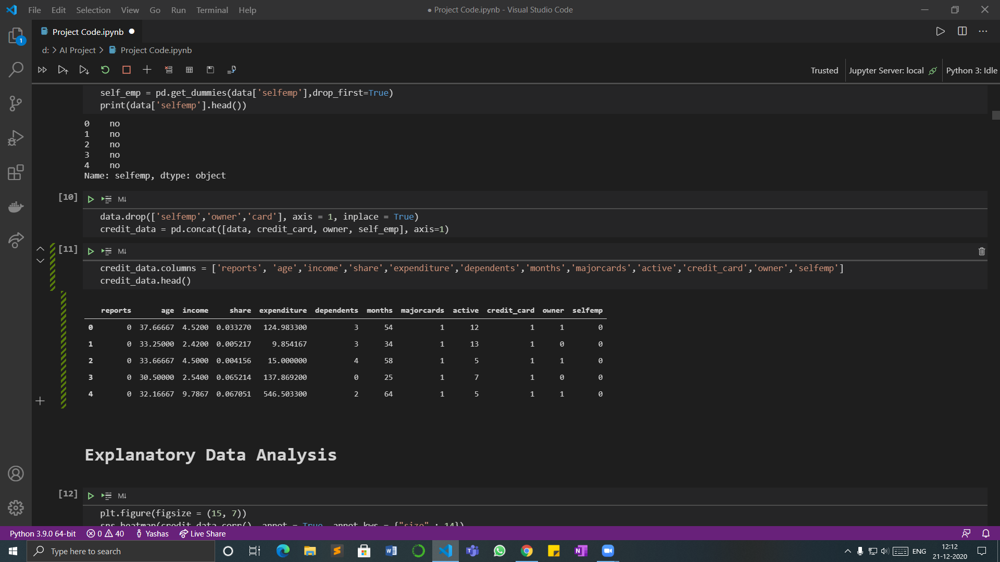 File Edit Selection View Go Run Terminal Help
● Project Code.ipynb - Visual Studio Code
1
Project Code.ipynb ●
d: > AI Project > Project Code.ipynb
Trusted Jupyter Server: local Python 3: Idle
self_emp = pd.get_dummies(data['selfemp'],drop_first=True)
print(data['selfemp'].head())
0 no
1 no
2 no
3 no
4 no
Name: selfemp, dtype: object
[10] M↓
data.drop(['selfemp','owner','card'], axis = 1, inplace = True)
credit_data = pd.concat([data, credit_card, owner, self_emp], axis=1)
[11] M↓
credit_data.columns = ['reports', 'age','income','share','expenditure','dependents','months','majorcards','active','credit_card','owner','selfemp']
credit_data.head()
reports age income share expenditure dependents months majorcards active credit_card owner selfemp
0 0 37.66667 4.5200 0.033270 124.983300 3 54 1 12 1 1 0
1 0 33.25000 2.4200 0.005217 9.854167 3 34 1 13 1 0 0
2 0 33.66667 4.5000 0.004156 15.000000 4 58 1 5 1 1 0
3 0 30.50000 2.5400 0.065214 137.869200 0 25 1 7 1 0 0
4 0 32.16667 9.7867 0.067051 546.503300 2 64 1 5 1 1 0
Explanatory Data Analysis
[12] M↓
plt.figure(figsize = (15, 7))
sns.heatmap(credit_data.corr(), annot = True, annot_kws = {"size" : 14})
Python 3.9.0 64-bit 0 40 Yashas Live Share
Type here to search
ENG
12:12
21-12-2020